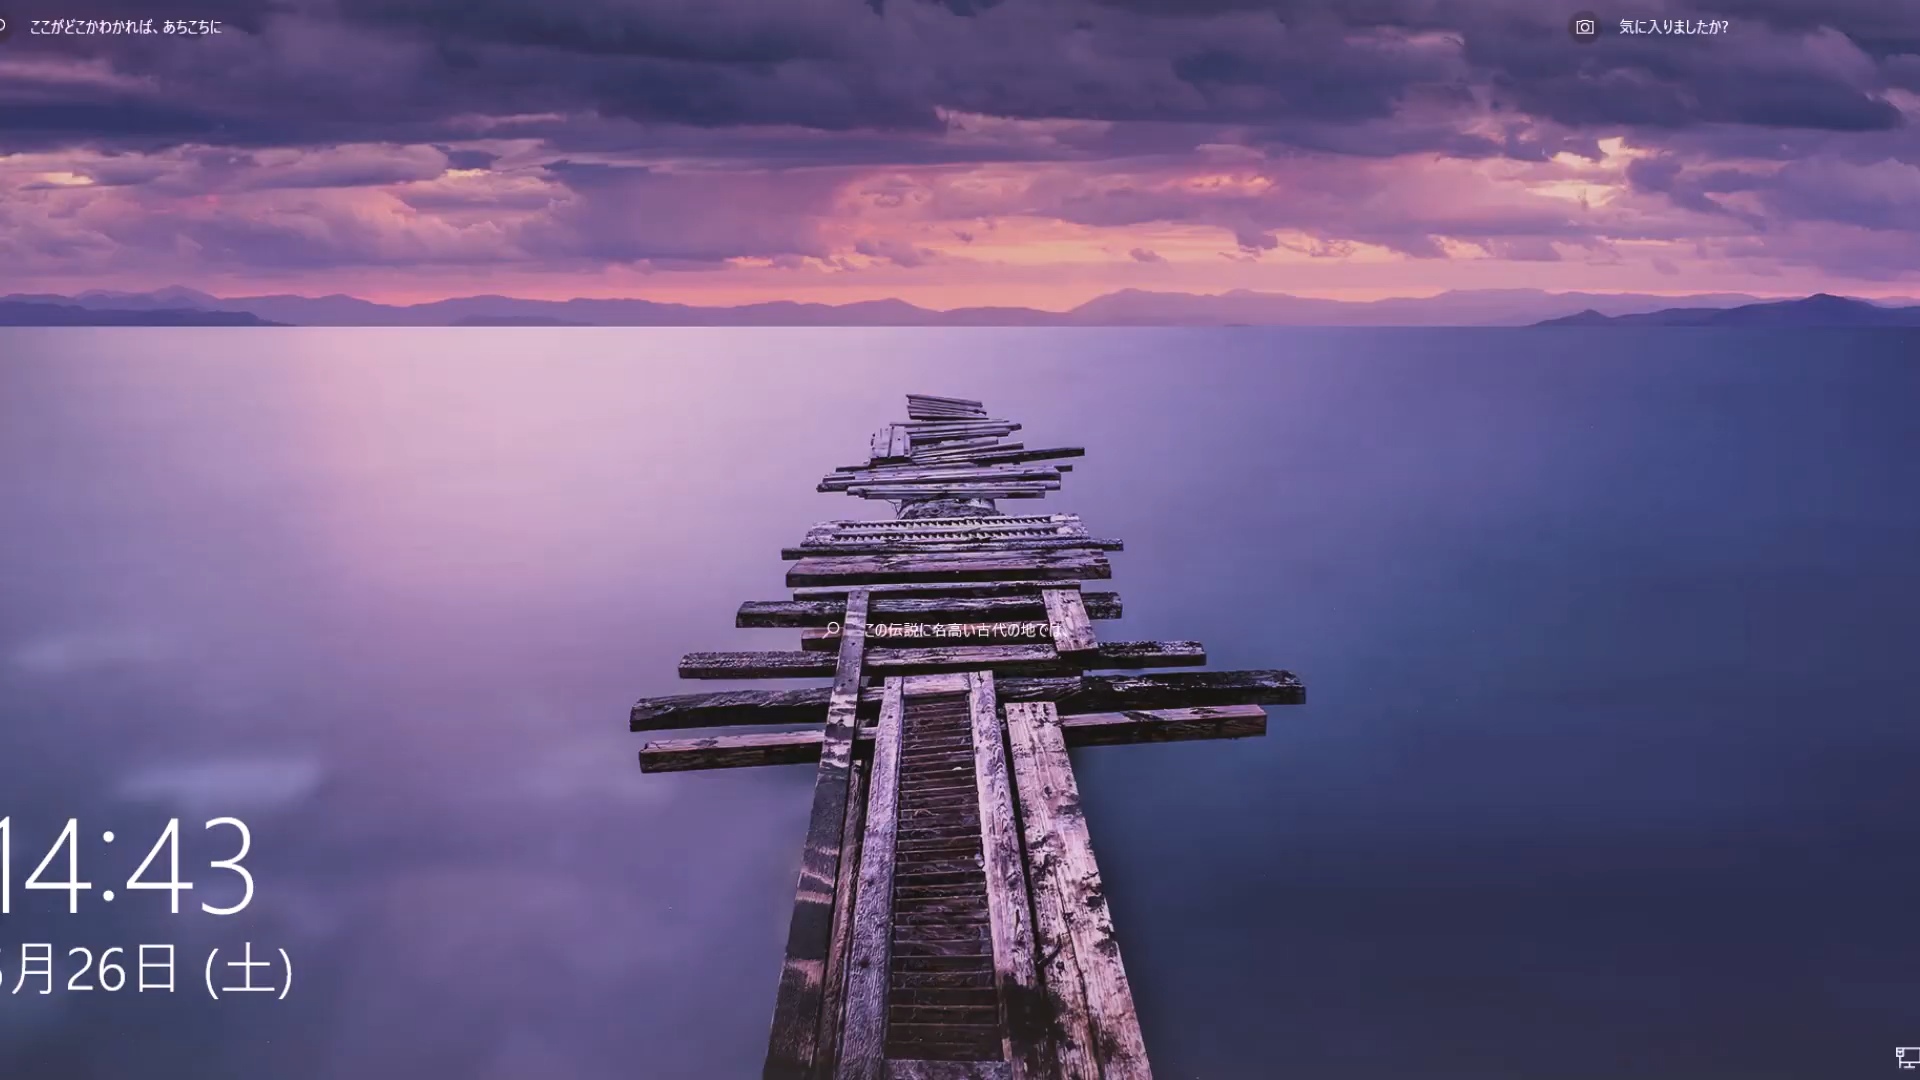 ここがどこかわかれば、あちこちに
気に入りましたか?
この伝説に名高い古代の地では、
14:43
月26日 (土)